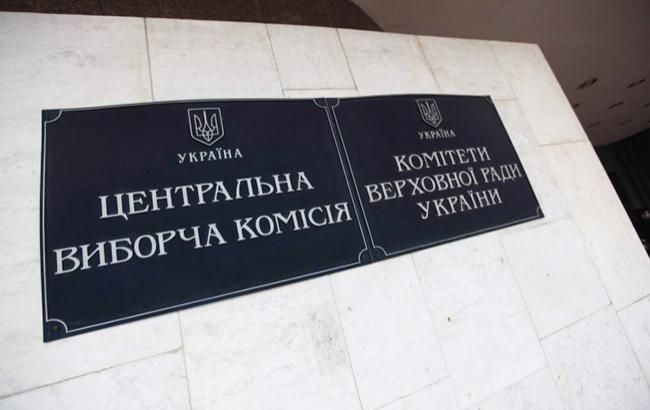 УКРАЇНА
ЦЕНТРАЛЬНА
ВИБОРЧА КОМІСІЯ
УКРАЇНА
КОМІТЕТИ
ВЕРХОВНОЇ РАДИ
УКРАЇНИ